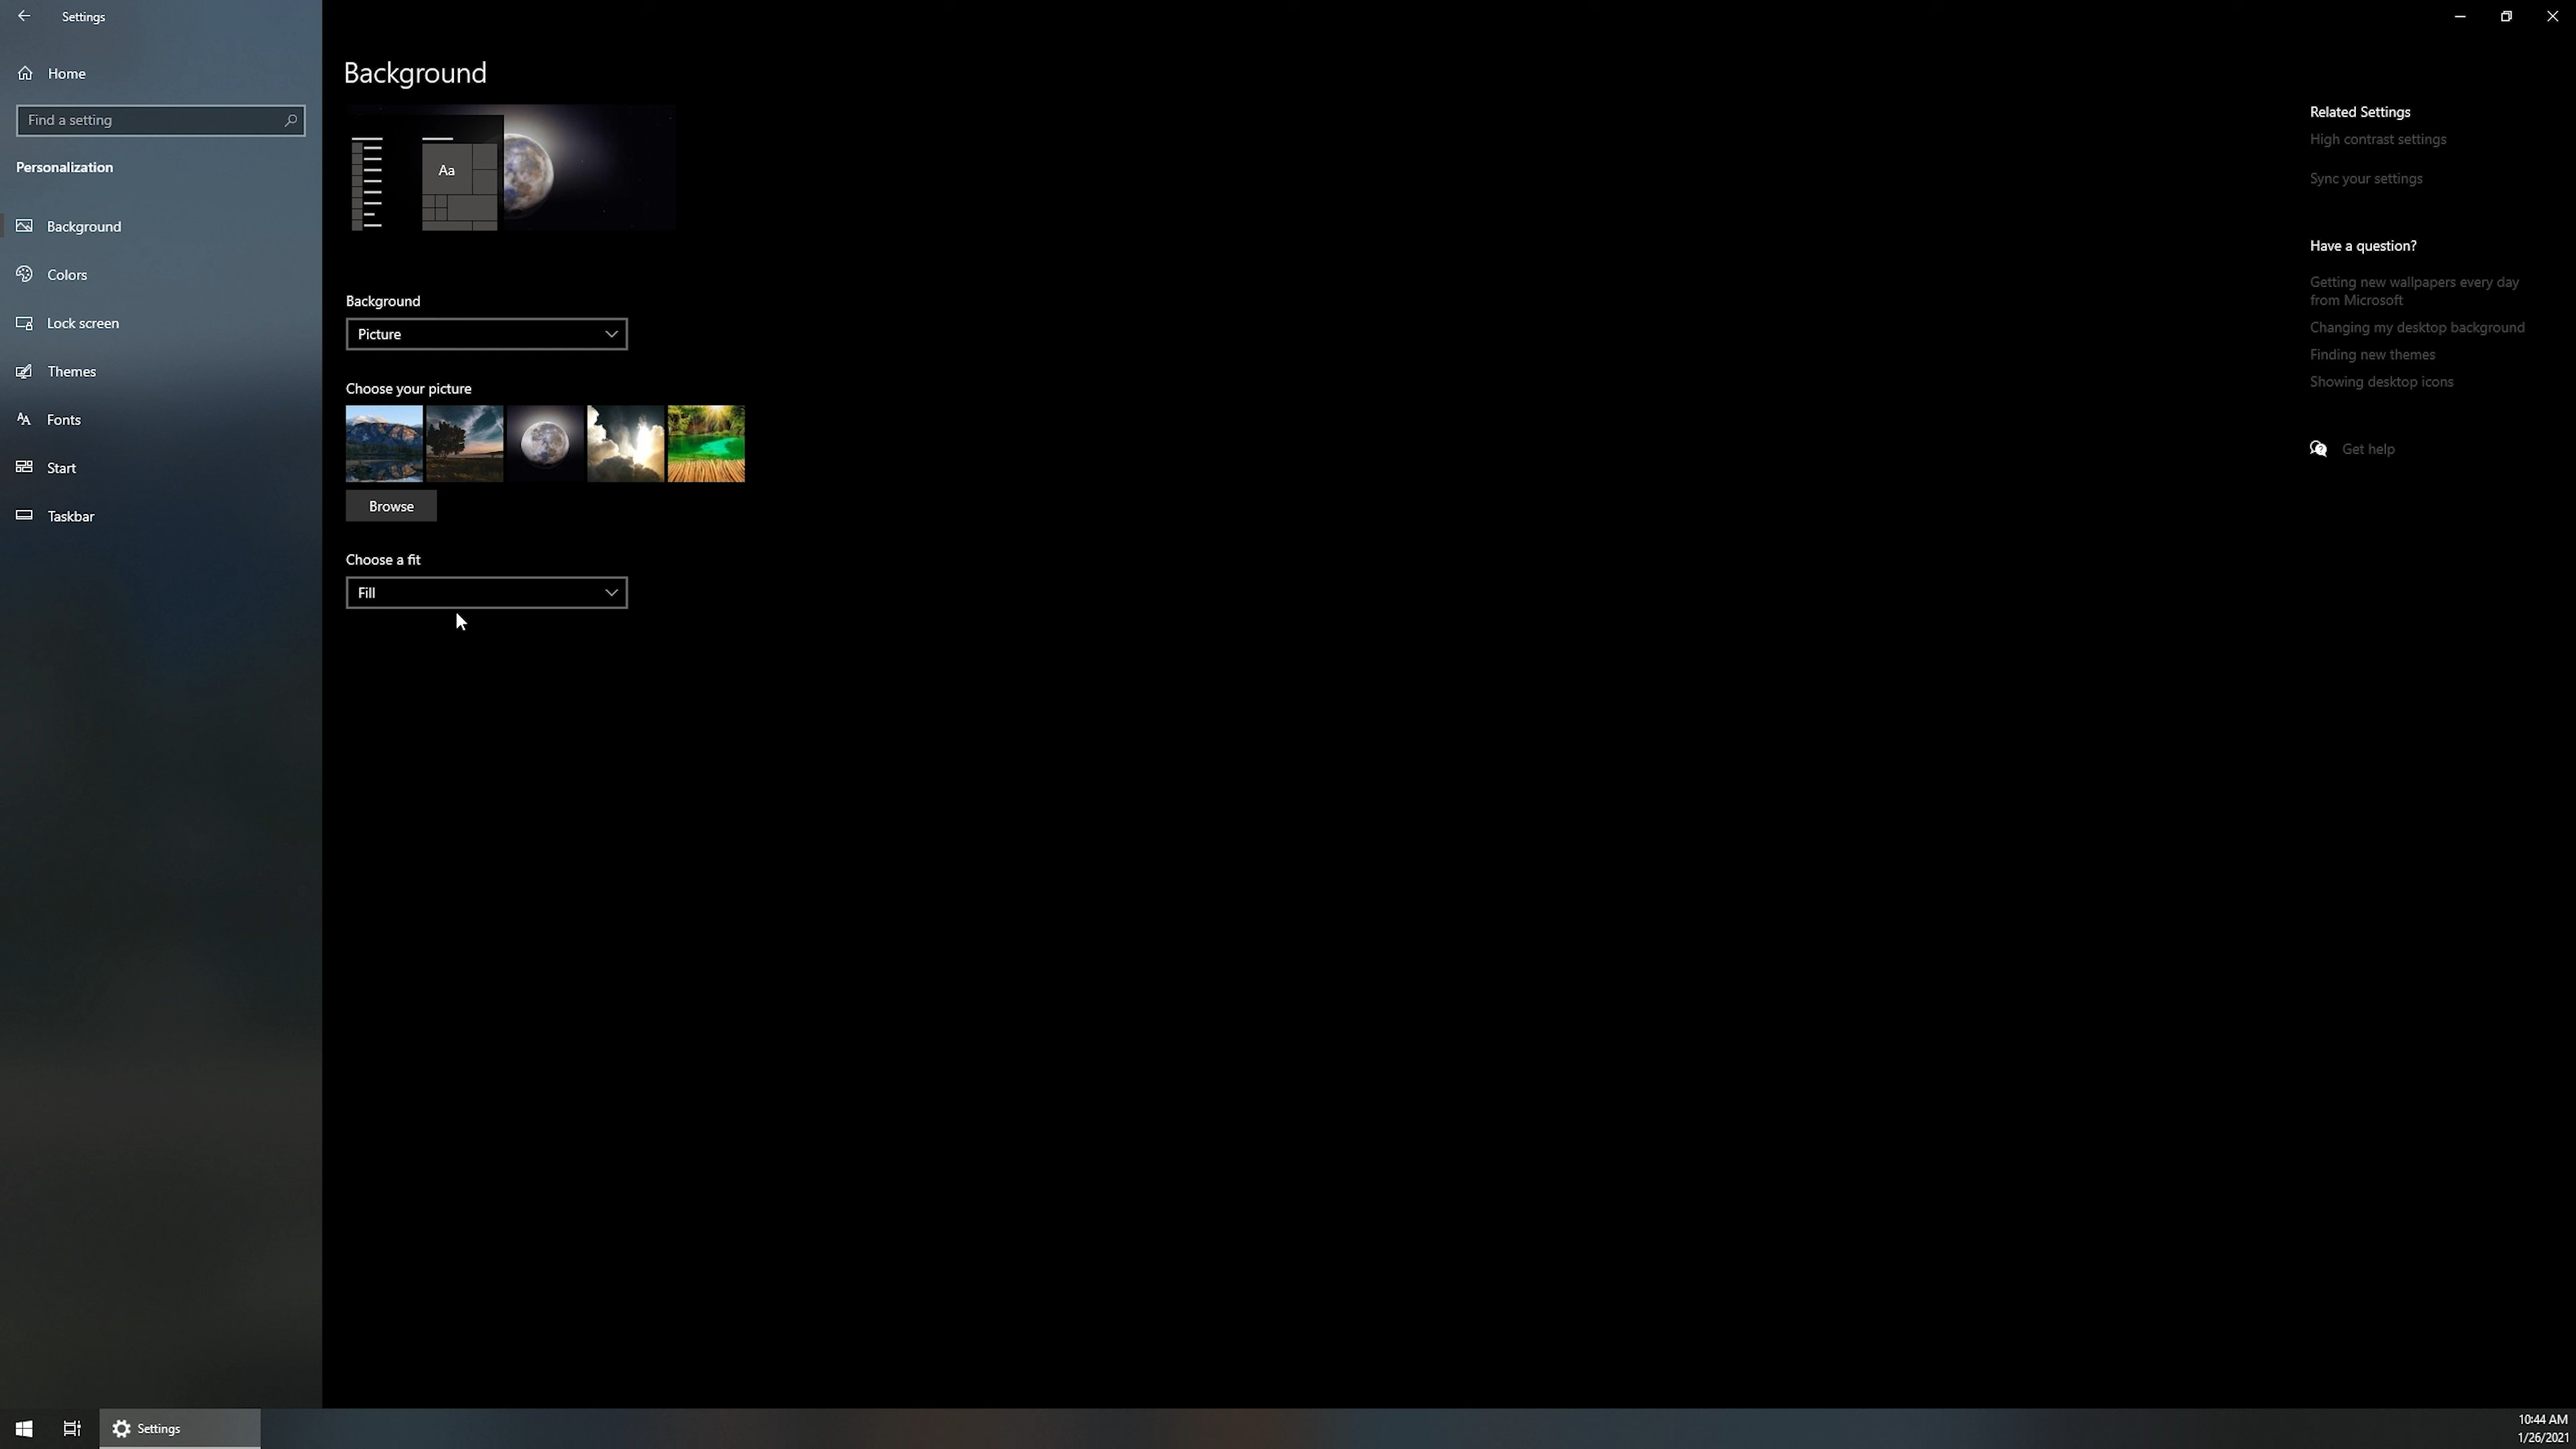 Settings
Home
Find a setting
Personalization
Background
Colors
Lock screen
Themes
Fonts
Start
Taskbar
Background
Aa
Background
Picture
Choose your picture
Browse
Choose a fit
Fill
Related Settings
High contrast settings
Sync your settings
Have a question?
Getting new wallpapers every day
from Microsoft
Changing my desktop background
Finding new themes
Showing desktop icons
Get help
Settings
10:44 AM
1/26/2021